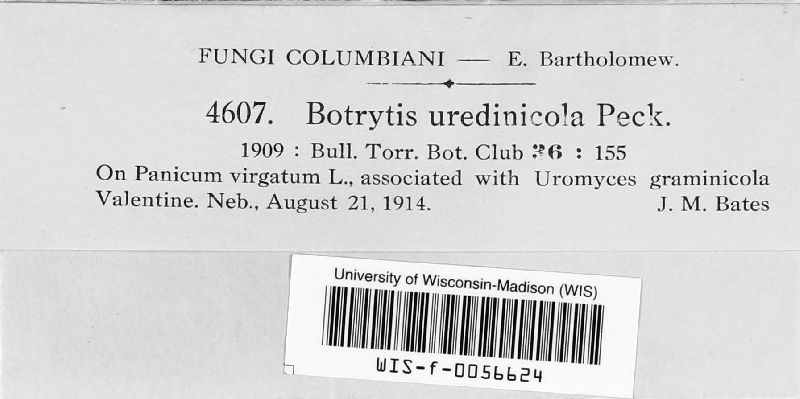 FUNGI COLUMBIANI — E. Bartholomew.
4607. Botrytis uredinicola Peck.
1909 : Bull. Torr. Bot. Club 36 : 155
On Panicum virgatum L., associated with Uromyces graminicola
Valentine. Neb., August 21, 1914. J. M. Bates
University of Wisconsin-Madison (WIS)
WIS-f-0056624